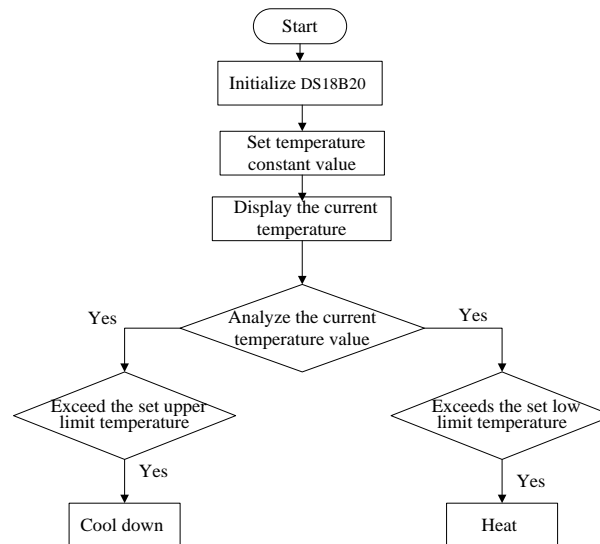 Start
Initialize DS18B20
Set temperature
constant value
Display the current
temperature
Yes
Analyze the current
temperature value
Yes
Exceed the set upper
limit temperature
Exceeds the set low
limit temperature
Yes
Yes
Cool down
Heat